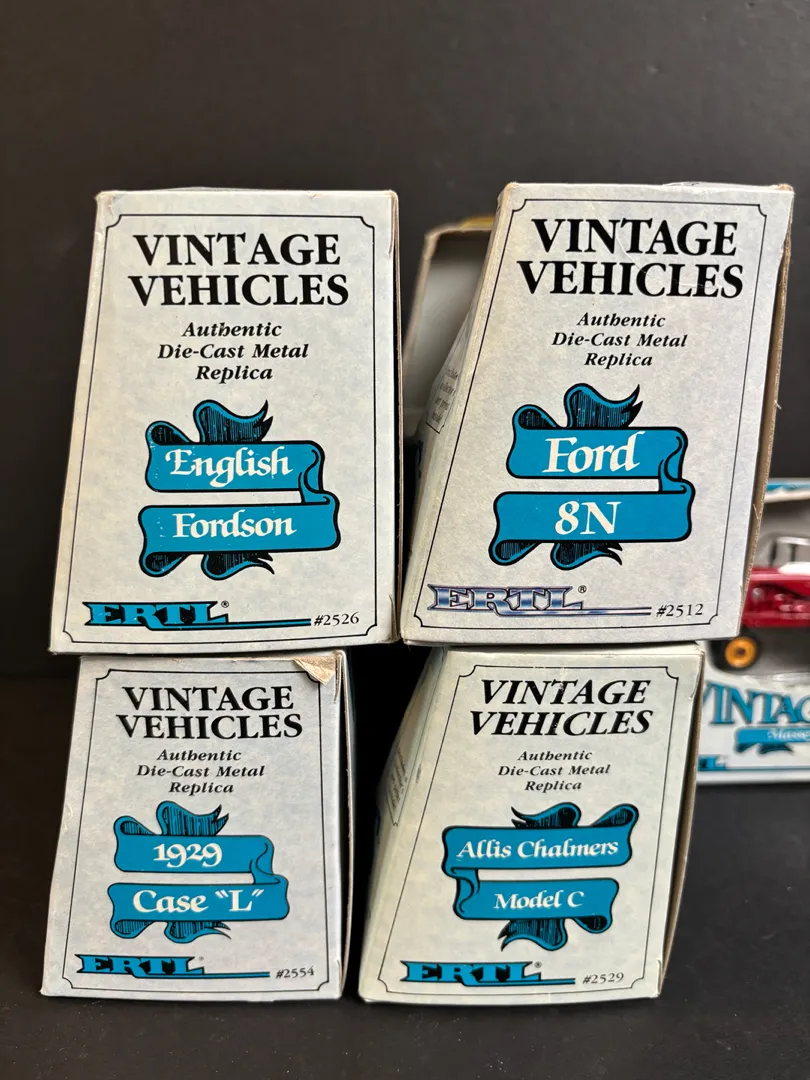 VINTAGE
VEHICLES
Authentic
Die-Cast Metal
Replica
English
Fordson
ERTL®
#2526
VINTAGE
VEHICLES
Authentic
Die-Cast Metal
Replica
Ford
8N
ERTL®
#2512
VINTAGE
VEHICLES
Authentic
Die-Cast Metal
Replica
1929
Case "L"
ERTL®
#2554
VINTAGE
VEHICLES
Authentic
Die-Cast Metal
Replica
Allis Chalmers
Model C
ERTL®
#2529
VINTAG